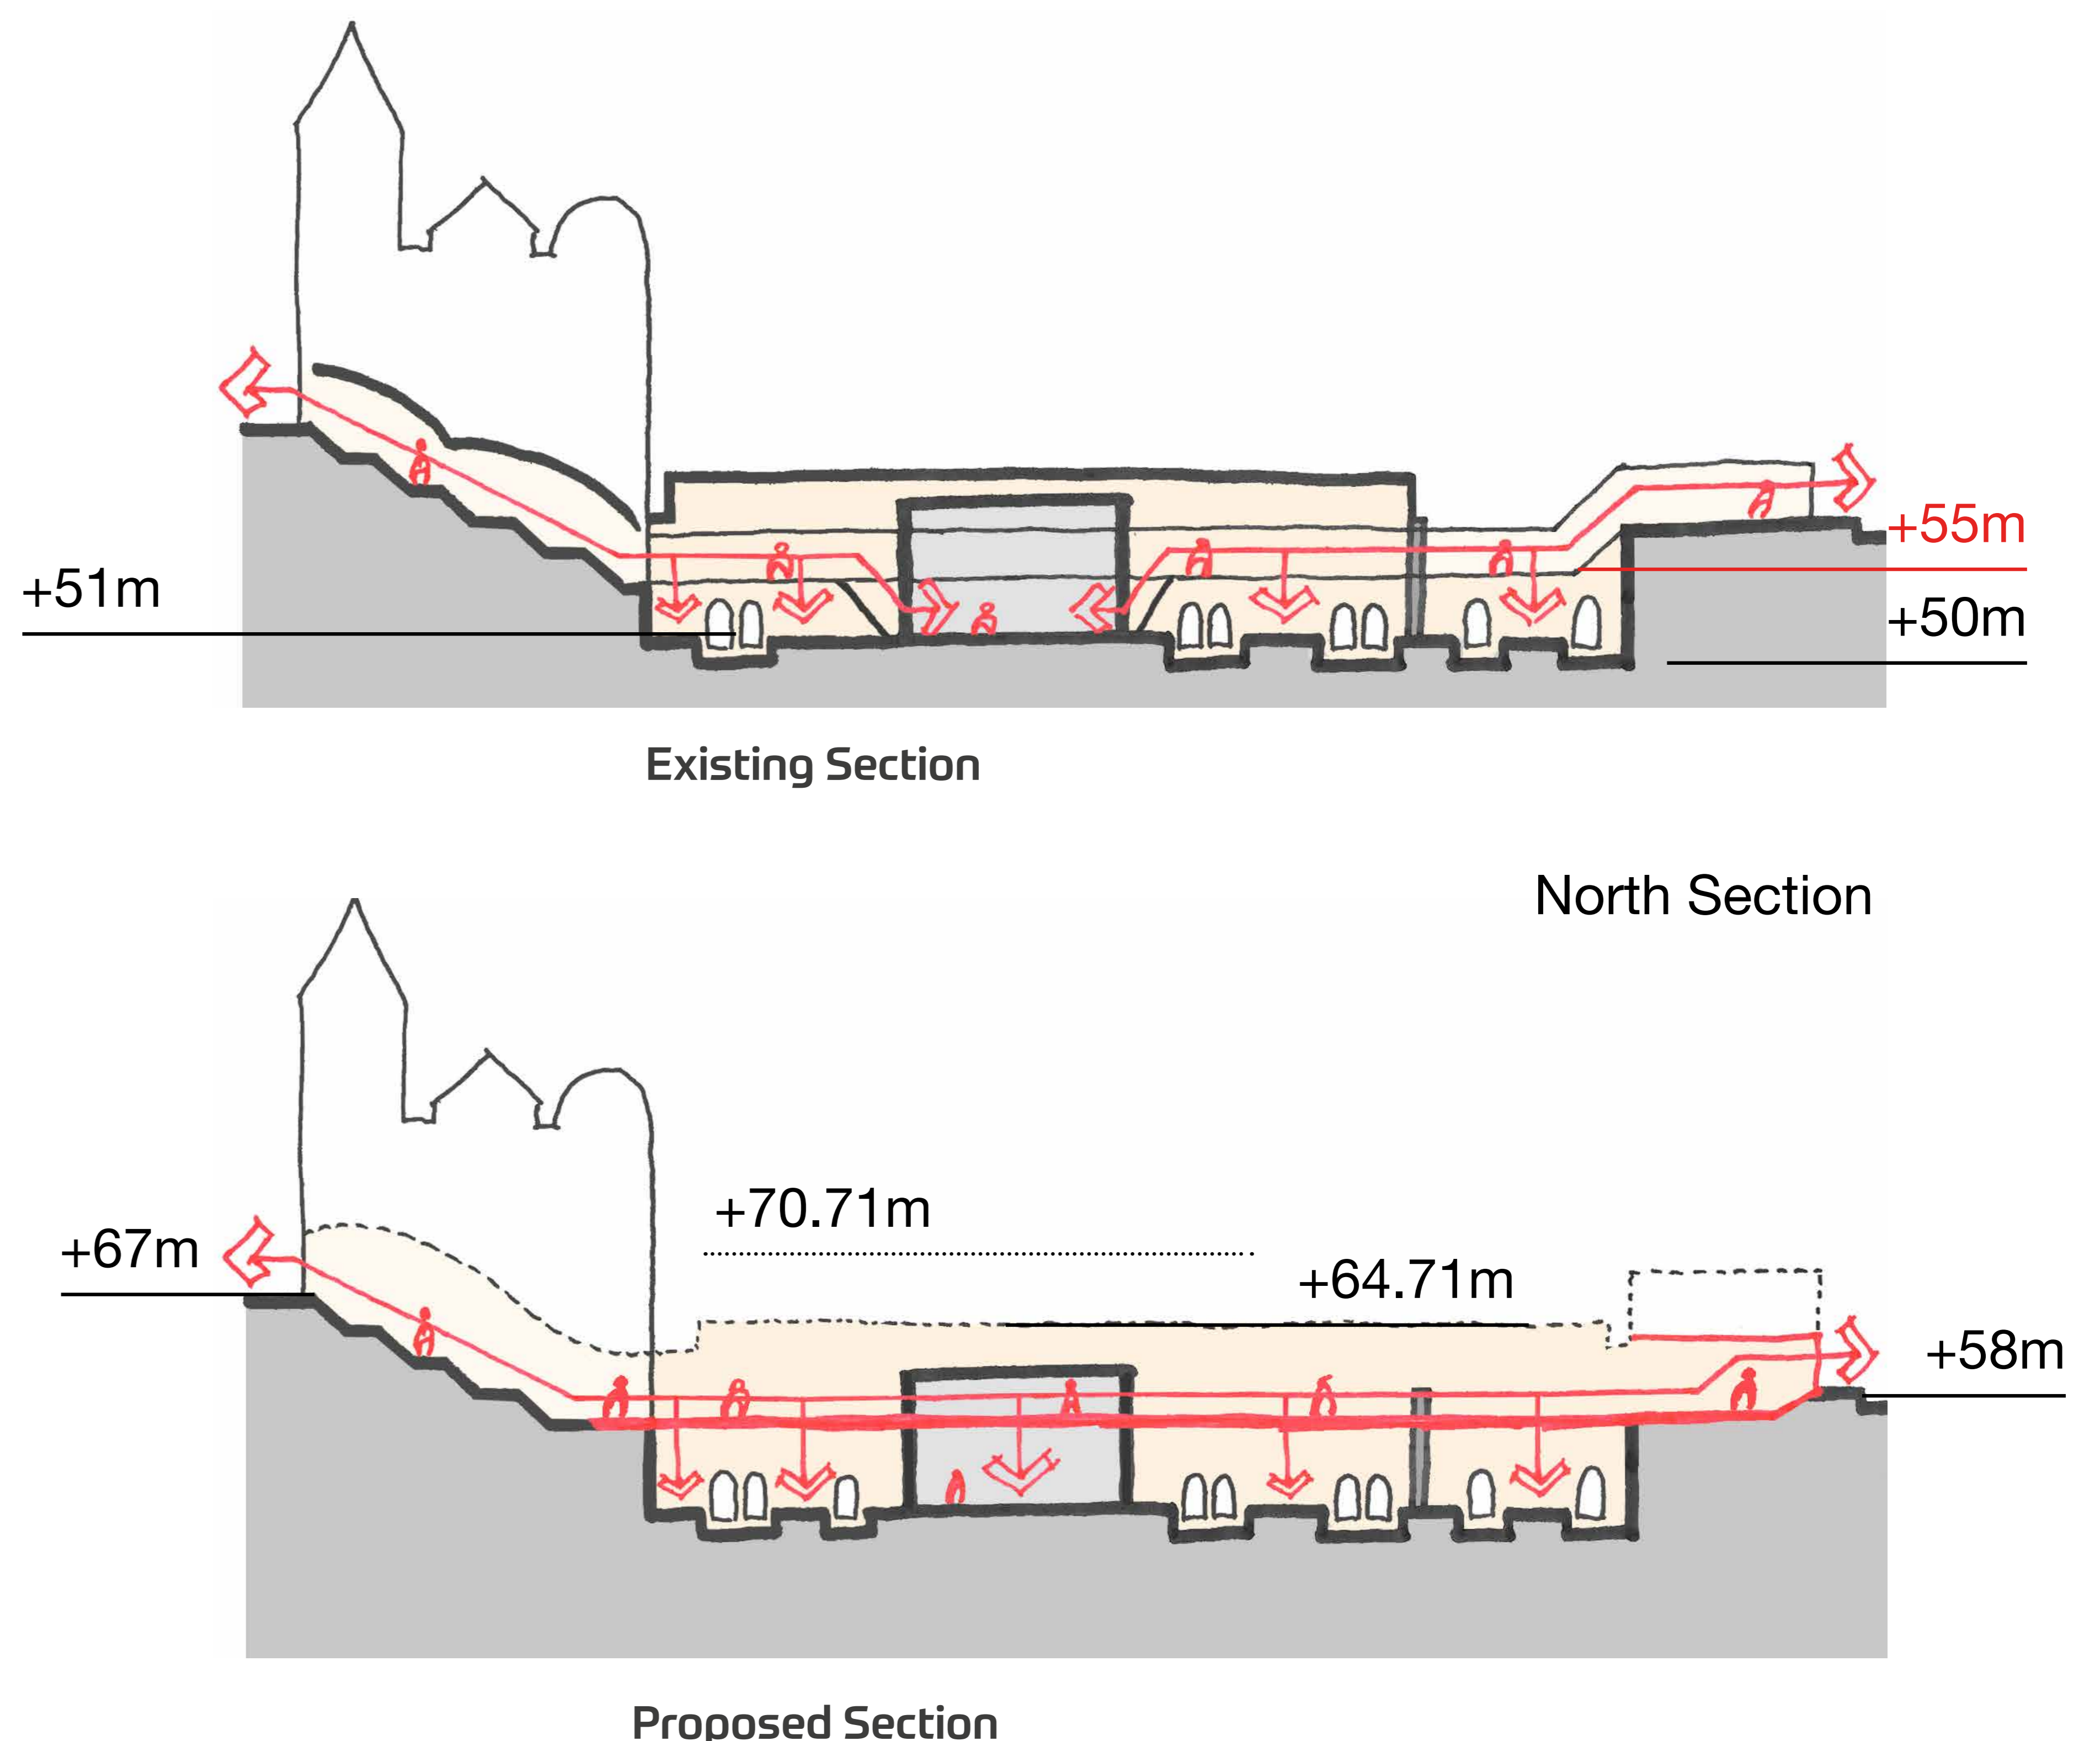 +55m
+51m
+50m
Existing Section
North Section
+70.71m
+67m
+64.71m
+58m
Proposed Section